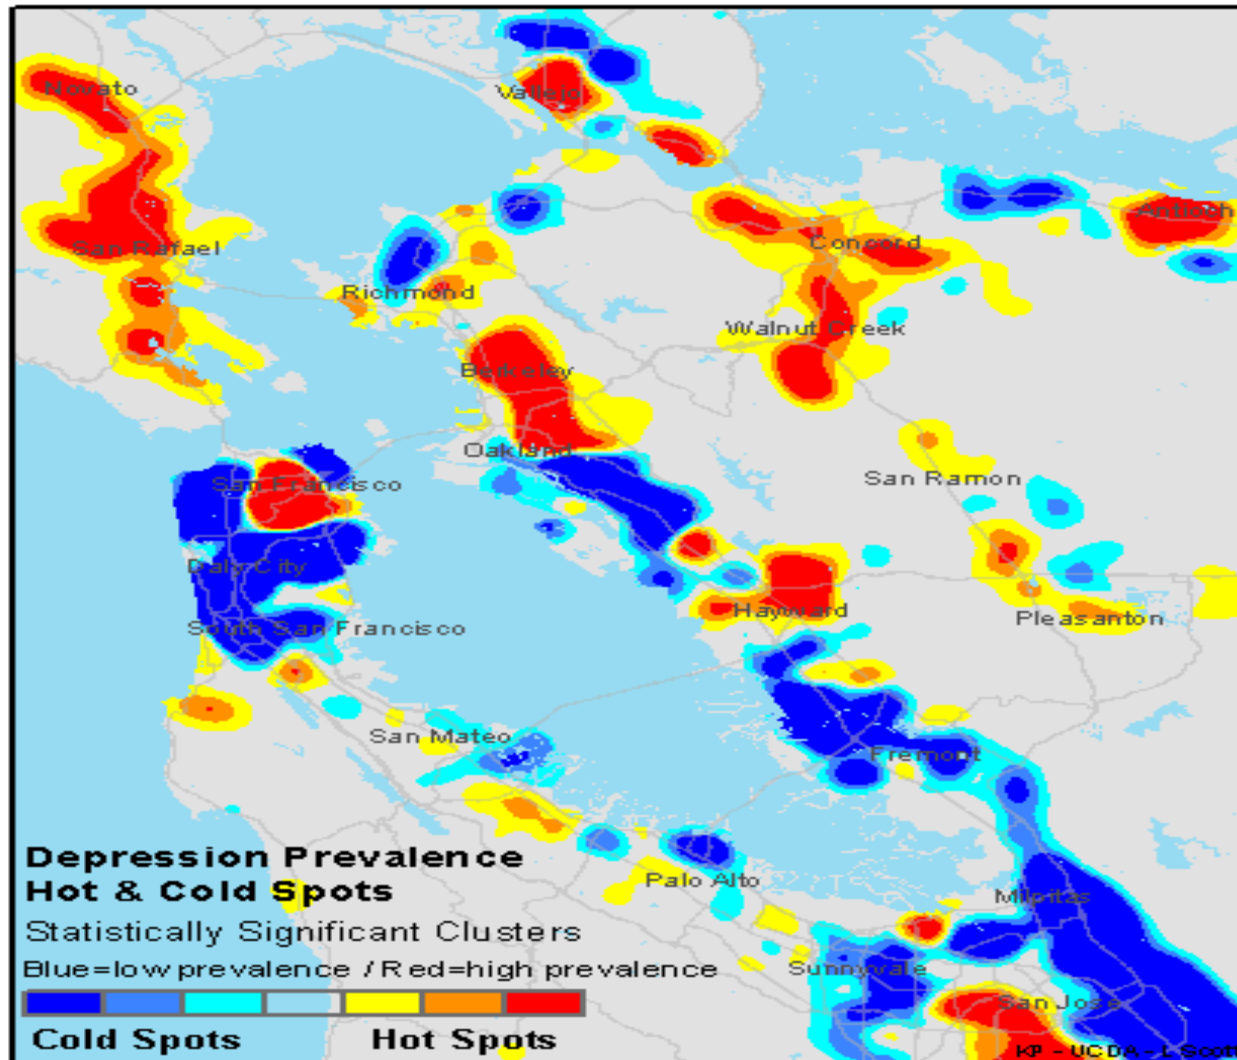 Novato
Vallejo
Antioch
San Rafael
Concord
Richmond
Walnut Creek
Berkeley
Oakland
San Francisco
San Ramon
Daly City
Hayward
Pleasanton
South San Francisco
San Mateo
Fremont
Depression Prevalence
Hot & Cold Spots
Palo Alto
Milpitas
Statistically Significant Clusters
Blue=low prevalence / Red=high prevalence
Sunnyvale
San Jose
Cold Spots
Hot Spots
KP - UCDA - L Scott